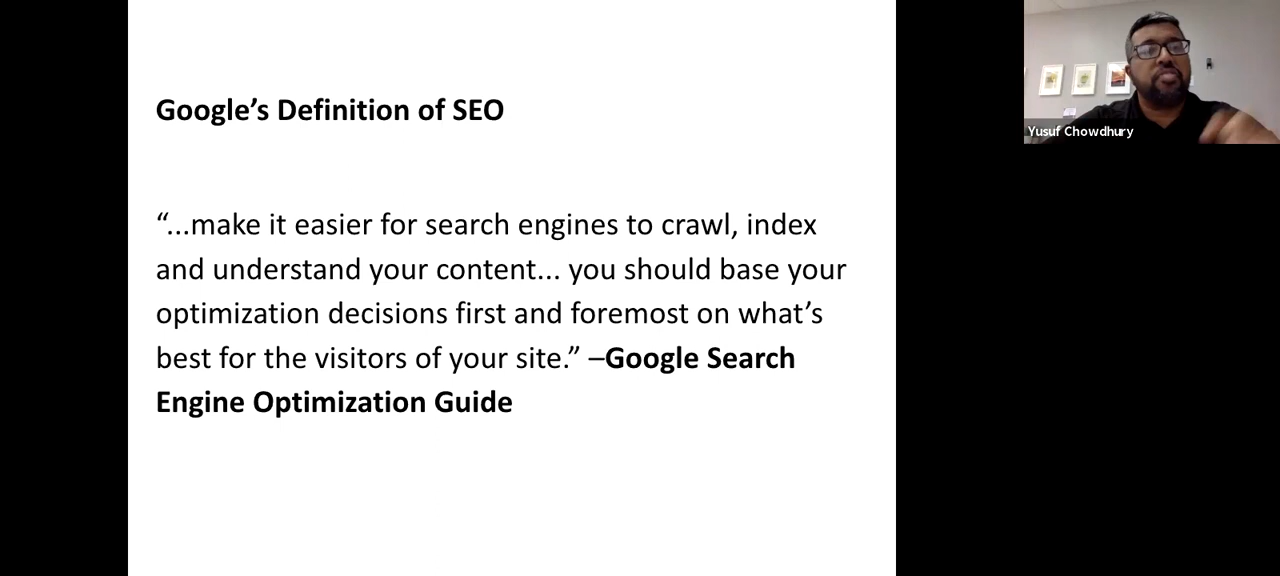 Google’s Definition of SEO
“...make it easier for search engines to crawl, index
and understand your content... you should base your
optimization decisions first and foremost on what’s
best for the visitors of your site.” –Google Search
Engine Optimization Guide
Yusuf Chowdhury